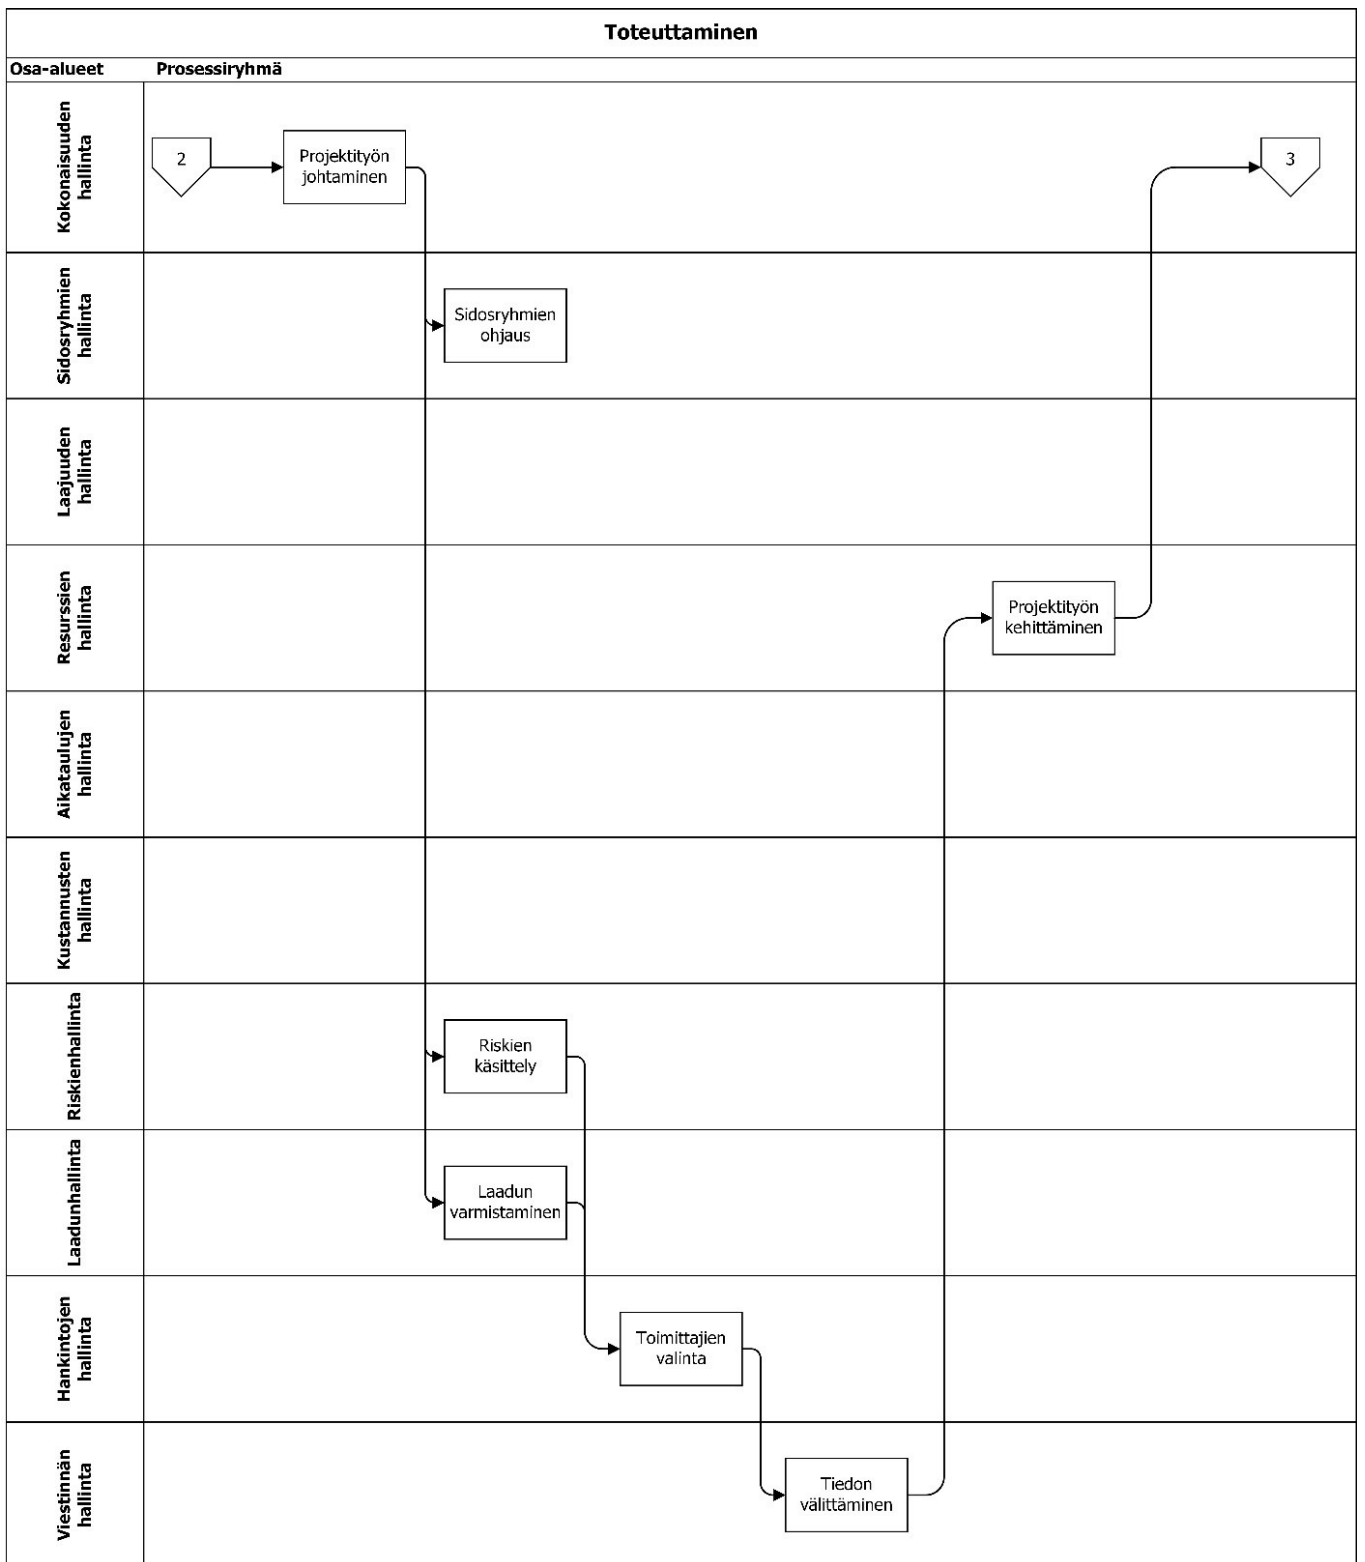 Toteuttaminen
Osa-alueet
Prosessiryhmä
Kokonaisuuden
hallinta
2
Projektityön
johtaminen
3
Sidosryhmien
hallinta
Sidosryhmien
ohjaus
Laajuuden
hallinta
Resurssien
hallinta
Projektityön
kehittäminen
Aikataulujen
hallinta
Kustannusten
hallinta
Riskienhallinta
Riskien
käsittely
Laadunhallinta
Laadun
varmistaminen
Hankintojen
hallinta
Toimittajien
valinta
Viestinnän
hallinta
Tiedon
välittäminen